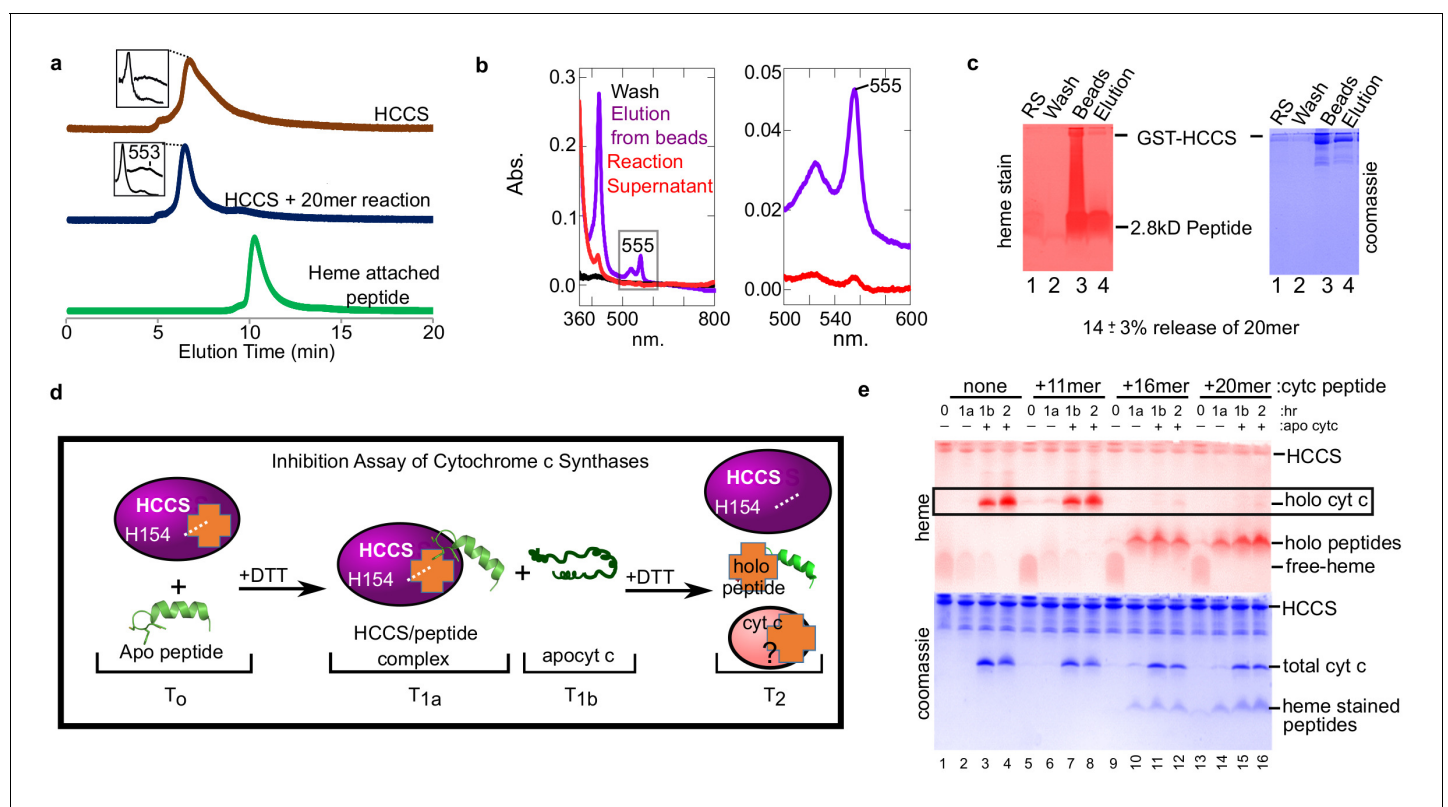 a
HCCS
553
HCCS + 20mer reaction
Heme attached
peptide
0 5 10 15 20
Elution Time (min)
b
0.3
0.2
0.1
0.0
Abs.
Wash
Elution
from beads
Reaction
Supernatant
555
360 500 800
nm.
0.05
0.04
0.02
0.00
555
500 540 600
nm.
c
RS Wash Beads Elution
heme stain
GST-HCCS
2.8kD Peptide
1 2 3 4
RS Wash Beads Elution
coomassie
1 2 3 4
14 ± 3% release of 20mer
d
Inhibition Assay of Cytochrome c Synthases
HCCS
H154
+
Apo peptide
To
+DTT
HCCS
H154
HCCS/peptide
complex
T1a
+
apocyt c
T1b
+DTT
HCCS
H154
holo
peptide
cyt c
?
T2
e
none +11mer +16mer +20mer :cytc peptide
0 1a 1b 2 0 1a 1b 2 0 1a 1b 2 0 1a 1b 2 :hr
– – + + – – + + – – + + – – + + :apo cytc
heme
HCCS
holo cyt c
holo peptides
free-heme
coomassie
HCCS
total cyt c
heme stained
peptides
1 2 3 4 5 6 7 8 9 10 11 12 13 14 15 16